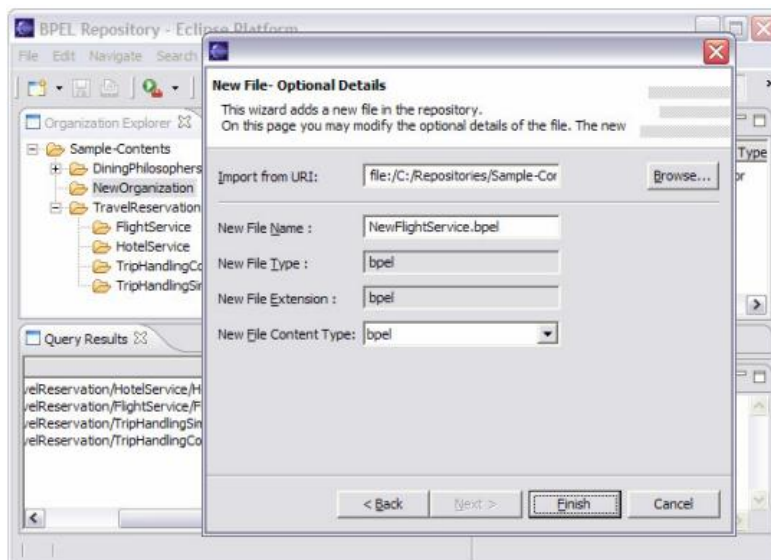 BPEL Repository - Eclipse Platform
File Edit Navigate Search
Organization Explorer
Sample-Contents
DiningPhilosophers
NewOrganization
TravelReservation
FlightService
HotelService
TripHandlingCo
TripHandlingSim
Type
or
Query Results
velReservation/HotelService/H
velReservation/FlightService/F
velReservation/TripHandlingSim
velReservation/TripHandlingCo
New File- Optional Details
This wizard adds a new file in the repository.
On this page you may modify the optional details of the file. The new
Import from URI: file:/C:/Repositories/Sample-Cor Browse...
New File Name : NewFlightService.bpel
New File Type : bpel
New File Extension : bpel
New File Content Type: bpel
< Back Next > Finish Cancel